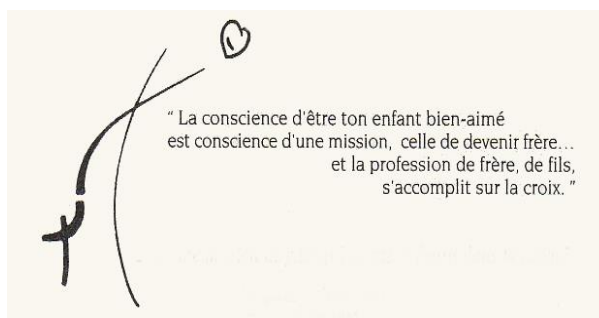 “ La conscience d'être ton enfant bien-aimé
est conscience d'une mission, celle de devenir frère...
et la profession de frère, de fils,
s'accomplit sur la croix. ”